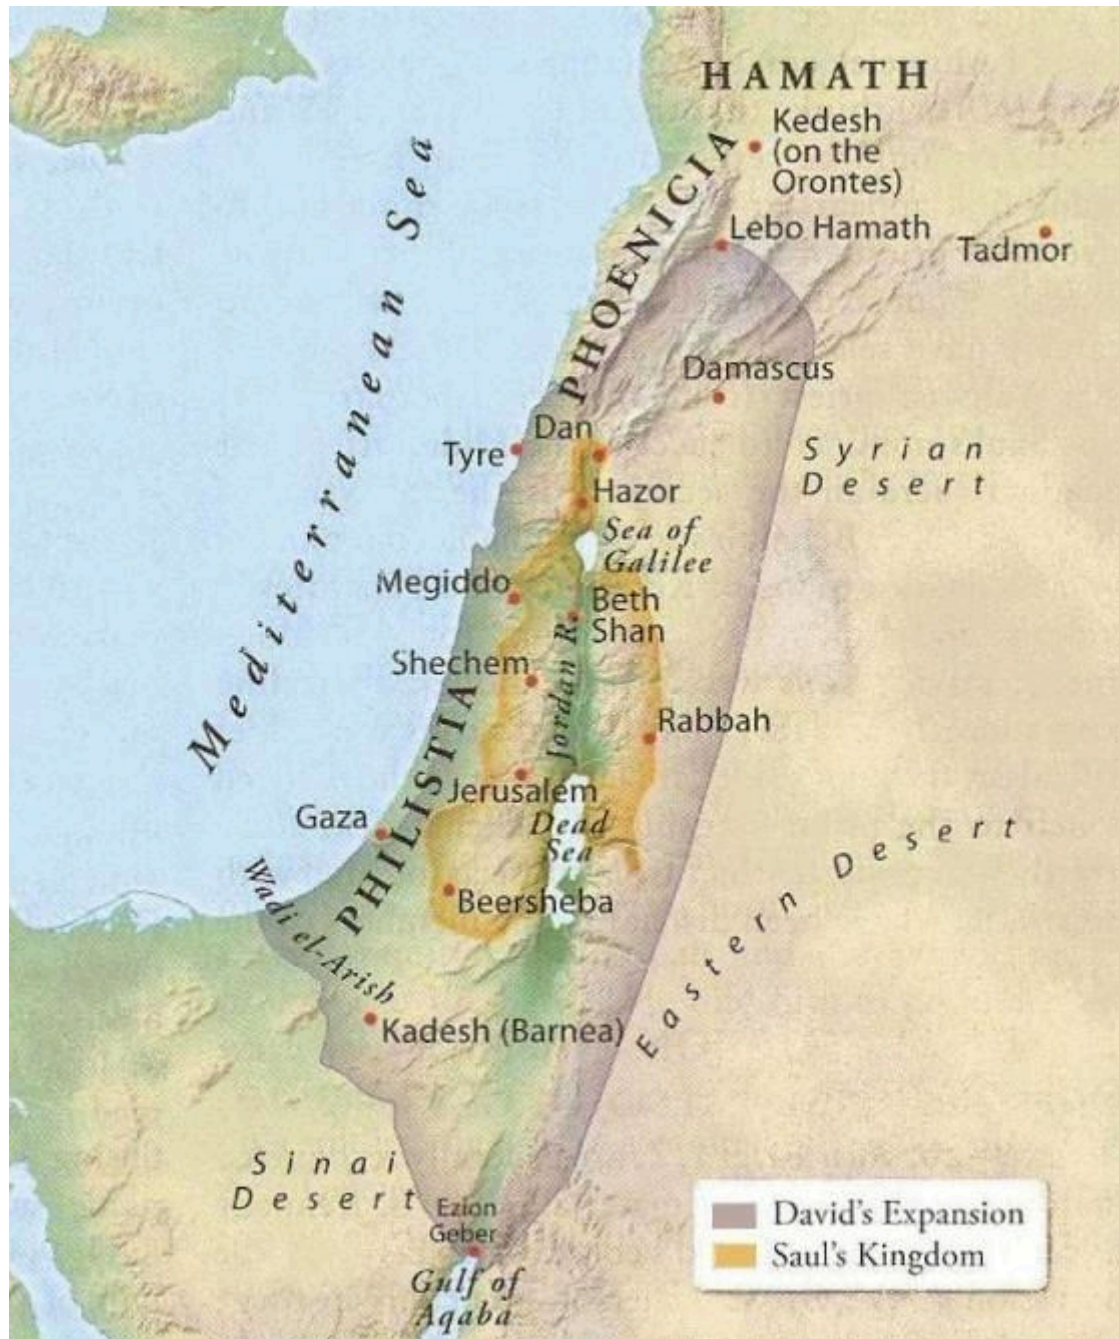 HAMATH
Kedesh
(on the
Orontes)
PHOENICIA
Lebo Hamath
Tadmor
Mediterranean Sea
Damascus
Dan
Tyre
Syrian
Desert
Hazor
Sea of
Galilee
Megiddo
Beth
Shan
Shechem
Jordan R.
Rabbah
PHILISTIA
Jerusalem
Gaza
Dead
Sea
Eastern Desert
Wadi el-Arish
Beersheba
Kadesh (Barnea)
Sinai
Desert
Ezion
Geber
Gulf of
Aqaba
David's Expansion
Saul's Kingdom